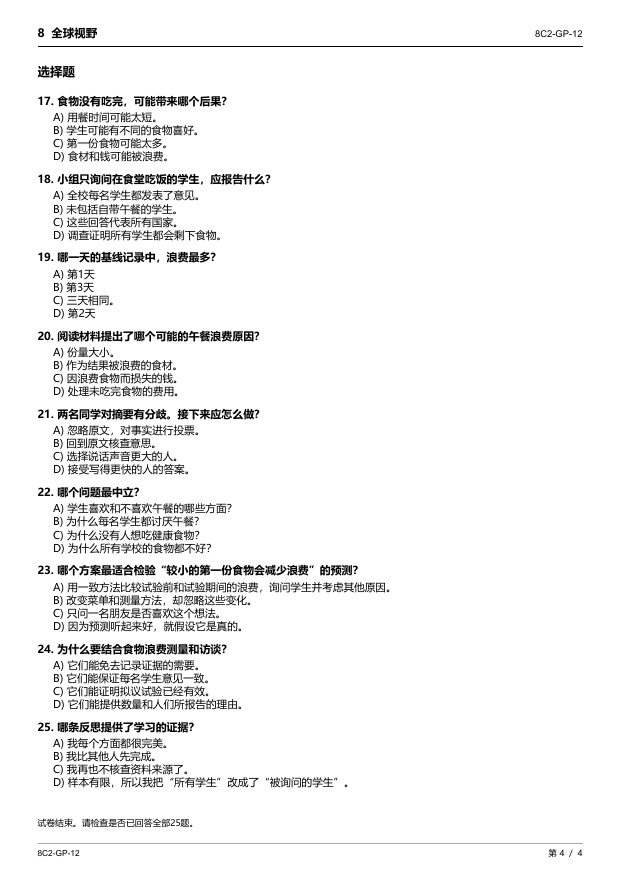 8 全球视野
8C2-GP-12
选择题
17. 食物没有吃完，可能带来哪个后果？
A) 用餐时间可能太短。
B) 学生可能有不同的食物喜好。
C) 第一份食物可能太多。
D) 食材和钱可能被浪费。
18. 小组只询问在食堂吃饭的学生，应报告什么？
A) 全校每名学生都发表了意见。
B) 未包括自带午餐的学生。
C) 这些回答代表所有国家。
D) 调查证明所有学生都会剩下食物。
19. 哪一天的基线记录中，浪费最多？
A) 第1天
B) 第3天
C) 三天相同。
D) 第2天
20. 阅读材料提出了哪个可能的午餐浪费原因？
A) 份量大小。
B) 作为结果被浪费的食材。
C) 因浪费食物而损失的钱。
D) 处理未吃完食物的费用。
21. 两名同学对摘要有分歧。接下来应怎么做？
A) 忽略原文，对事实进行投票。
B) 回到原文核查意思。
C) 选择说话声音更大的人。
D) 接受写得更快的人的答案。
22. 哪个问题最中立？
A) 学生喜欢和不喜欢午餐的哪些方面？
B) 为什么每名学生都讨厌午餐？
C) 为什么没有人想吃健康食物？
D) 为什么所有学校的食物都不好？
23. 哪个方案最适合检验“较小的第一份食物会减少浪费”的预测？
A) 用一致方法比较试验前和试验期间的浪费，询问学生并考虑其他原因。
B) 改变菜单和测量方法，却忽略这些变化。
C) 只问一名朋友是否喜欢这个想法。
D) 因为预测听起来好，就假设它是真的。
24. 为什么要结合食物浪费测量和访谈？
A) 它们能免去记录证据的需要。
B) 它们能保证每名学生意见一致。
C) 它们能证明拟议试验已经有效。
D) 它们能提供数量和人们所报告的理由。
25. 哪条反思提供了学习的证据？
A) 我每个方面都很完美。
B) 我比其他人先完成。
C) 我再也不核查资料来源了。
D) 样本有限，所以我把“所有学生”改成了“被询问的学生”。
试卷结束。请检查是否已回答全部25题。
8C2-GP-12
第 4 / 4